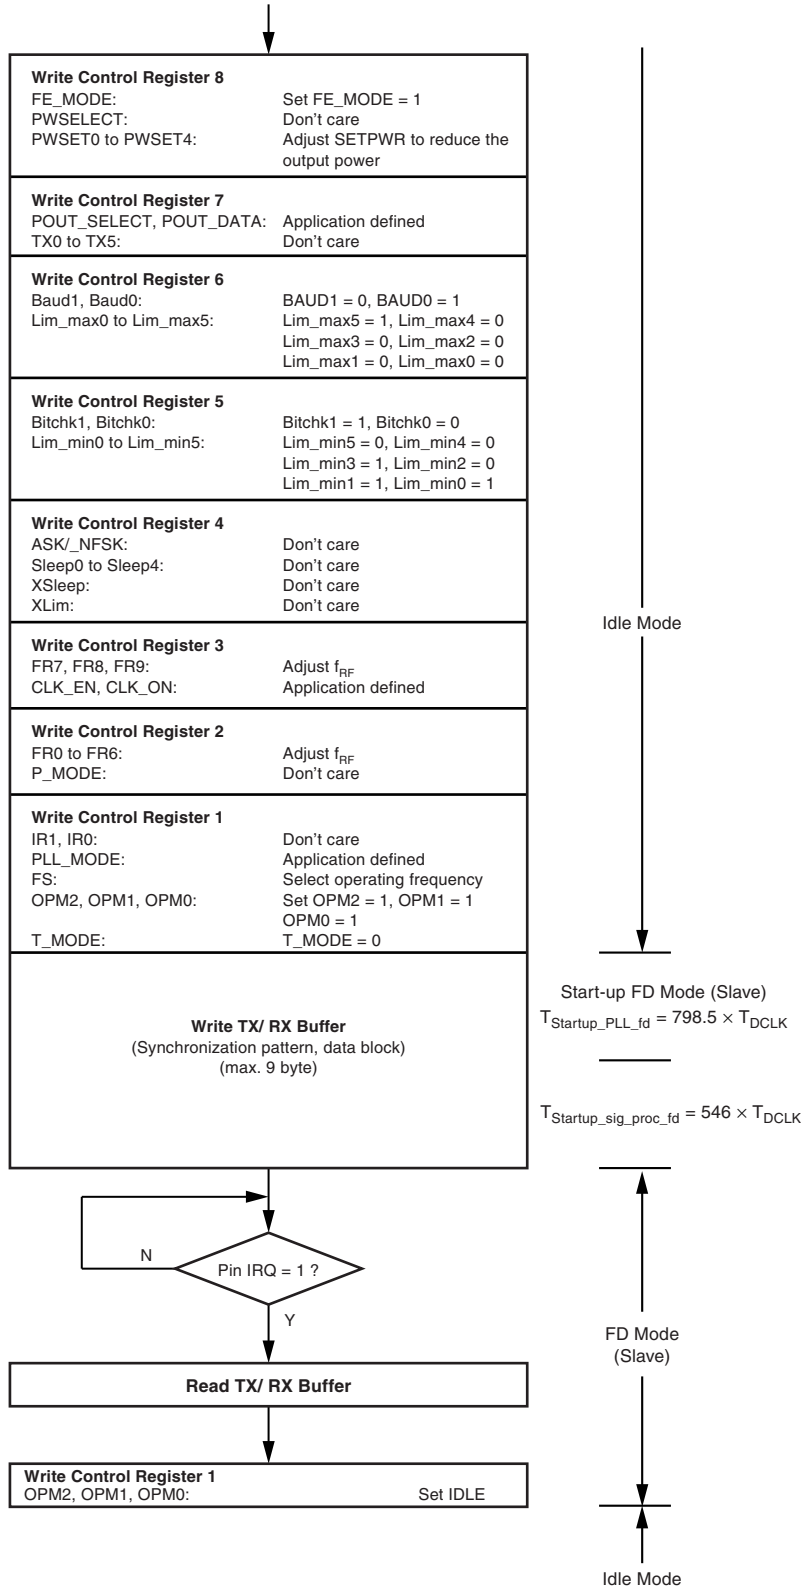 Write Control Register 8
FE_MODE: Set FE_MODE = 1
PWSELECT: Don't care
PWSET0 to PWSET4: Adjust SETPWR to reduce the
output power
Write Control Register 7
POUT_SELECT, POUT_DATA: Application defined
TX0 to TX5: Don't care
Write Control Register 6
Baud1, Baud0: BAUD1 = 0, BAUD0 = 1
Lim_max0 to Lim_max5: Lim_max5 = 1, Lim_max4 = 0
Lim_max3 = 0, Lim_max2 = 0
Lim_max1 = 0, Lim_max0 = 0
Write Control Register 5
Bitchk1, Bitchk0: Bitchk1 = 1, Bitchk0 = 0
Lim_min0 to Lim_min5: Lim_min5 = 0, Lim_min4 = 0
Lim_min3 = 1, Lim_min2 = 0
Lim_min1 = 1, Lim_min0 = 1
Write Control Register 4
ASK/_NFSK: Don't care
Sleep0 to Sleep4: Don't care
XSleep: Don't care
XLim: Don't care
Idle Mode
Write Control Register 3
FR7, FR8, FR9: Adjust fRF
CLK_EN, CLK_ON: Application defined
Write Control Register 2
FR0 to FR6: Adjust fRF
P_MODE: Don't care
Write Control Register 1
IR1, IR0: Don't care
PLL_MODE: Application defined
FS: Select operating frequency
OPM2, OPM1, OPM0: Set OPM2 = 1, OPM1 = 1
OPM0 = 1
T_MODE: T_MODE = 0
Write TX/ RX Buffer
(Synchronization pattern, data block)
(max. 9 byte)
Start-up FD Mode (Slave)
TStartup_PLL_fd = 798.5 × TDCLK
TStartup_sig_proc_fd = 546 × TDCLK
Pin IRQ = 1 ?
N
Y
FD Mode
(Slave)
Read TX/ RX Buffer
Write Control Register 1
OPM2, OPM1, OPM0: Set IDLE
Idle Mode